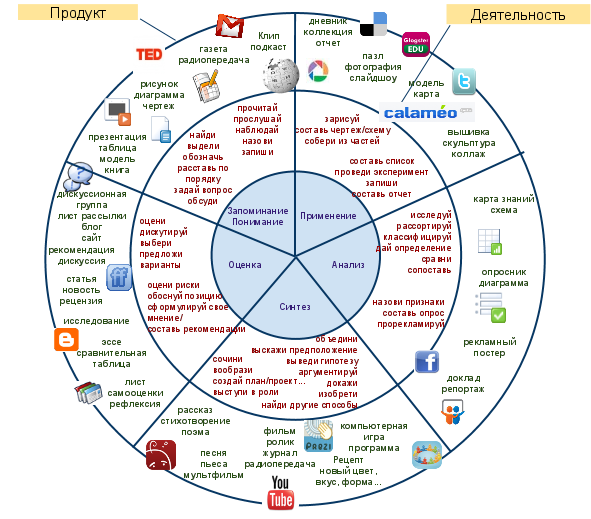 Продукт
Деятельность
TED
газета
радиопередача
Клип
подкаст
рисунок
диаграмма
чертеж
презентация
таблица
модель
книга
дневник
коллекция
отчет
пазл
фотография
слайдшоу
Glogster
EDU
модель
карта
calaméo
вышивка
скульптура
коллаж
прочитай
прослушай
наблюдай
назови
запиши
найди
выдели
обозначь
расставь по
порядку
задай вопрос
обсуди
зарисуй
составь чертеж/схему
собери из частей
составь список
проведи эксперимент
запиши
составь отчет
Запоминание
Понимание
Применение
Оценка
Анализ
Синтез
дискуссионная
группа
лист рассылки
блог
сайт
рекомендация
дискуссия
статья
новость
рецензия
исследование
эссе
сравнительная
таблица
лист
самооценки
рефлексия
оцени
дискутируй
выбери
предложи
варианты
оцени риски
обоснуй позицию
сформулируй свое
мнение/
составь рекомендации
исследуй
рассортируй
классифицируй
дай определение
сравни
сопоставь
назови признаки
составь опрос
прорекламируй
карта знаний
схема
опросник
диаграмма
рекламный
постер
доклад
репортаж
сочини
вообрази
создай план/проект...
выступи в роли
объедини
выскажи предположение
выведи гипотезу
аргументируй
докажи
изобрети
найди другие способы
рассказ
стихотворение
поэма
песня
пьеса
мультфильм
фильм
ролик
журнал
радиопередача
Prezi
компьютерная
игра
программа
Рецепт
новый цвет,
вкус, форма...
You
Tube